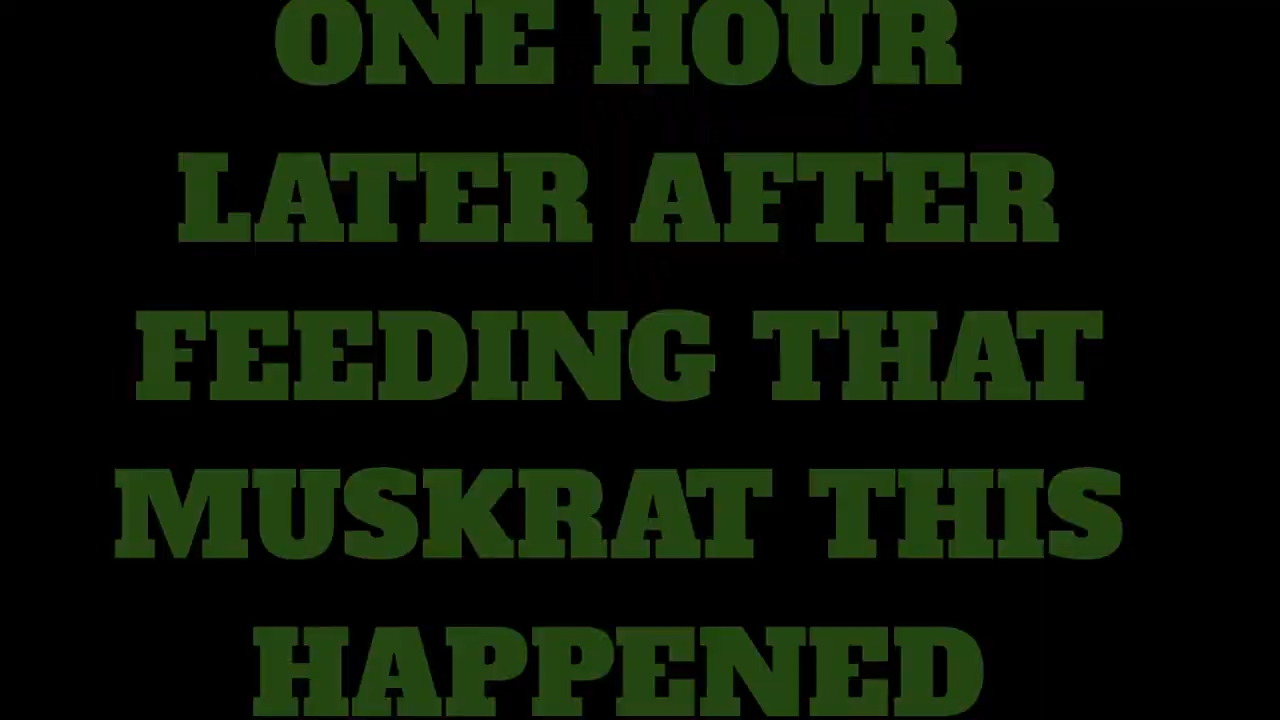 ONE HOUR
LATER AFTER
FEEDING THAT
MUSKRAT THIS
HAPPENED